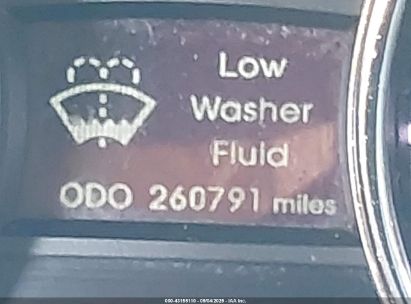 Low
Washer
Fluid
ODO 260791 miles